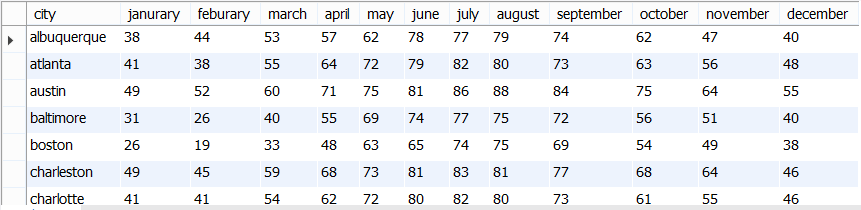 city janurary feburary march april may june july august september october november december
albuquerque 38 44 53 57 62 78 77 79 74 62 47 40
atlanta 41 38 55 64 72 79 82 80 73 63 56 48
austin 49 52 60 71 75 81 86 88 84 75 64 55
baltimore 31 26 40 55 69 74 77 75 72 56 51 40
boston 26 19 33 48 63 65 74 75 69 54 49 38
charleston 49 45 59 68 73 81 83 81 77 68 64 46
charlotte 41 41 54 62 72 80 82 80 73 61 55 46